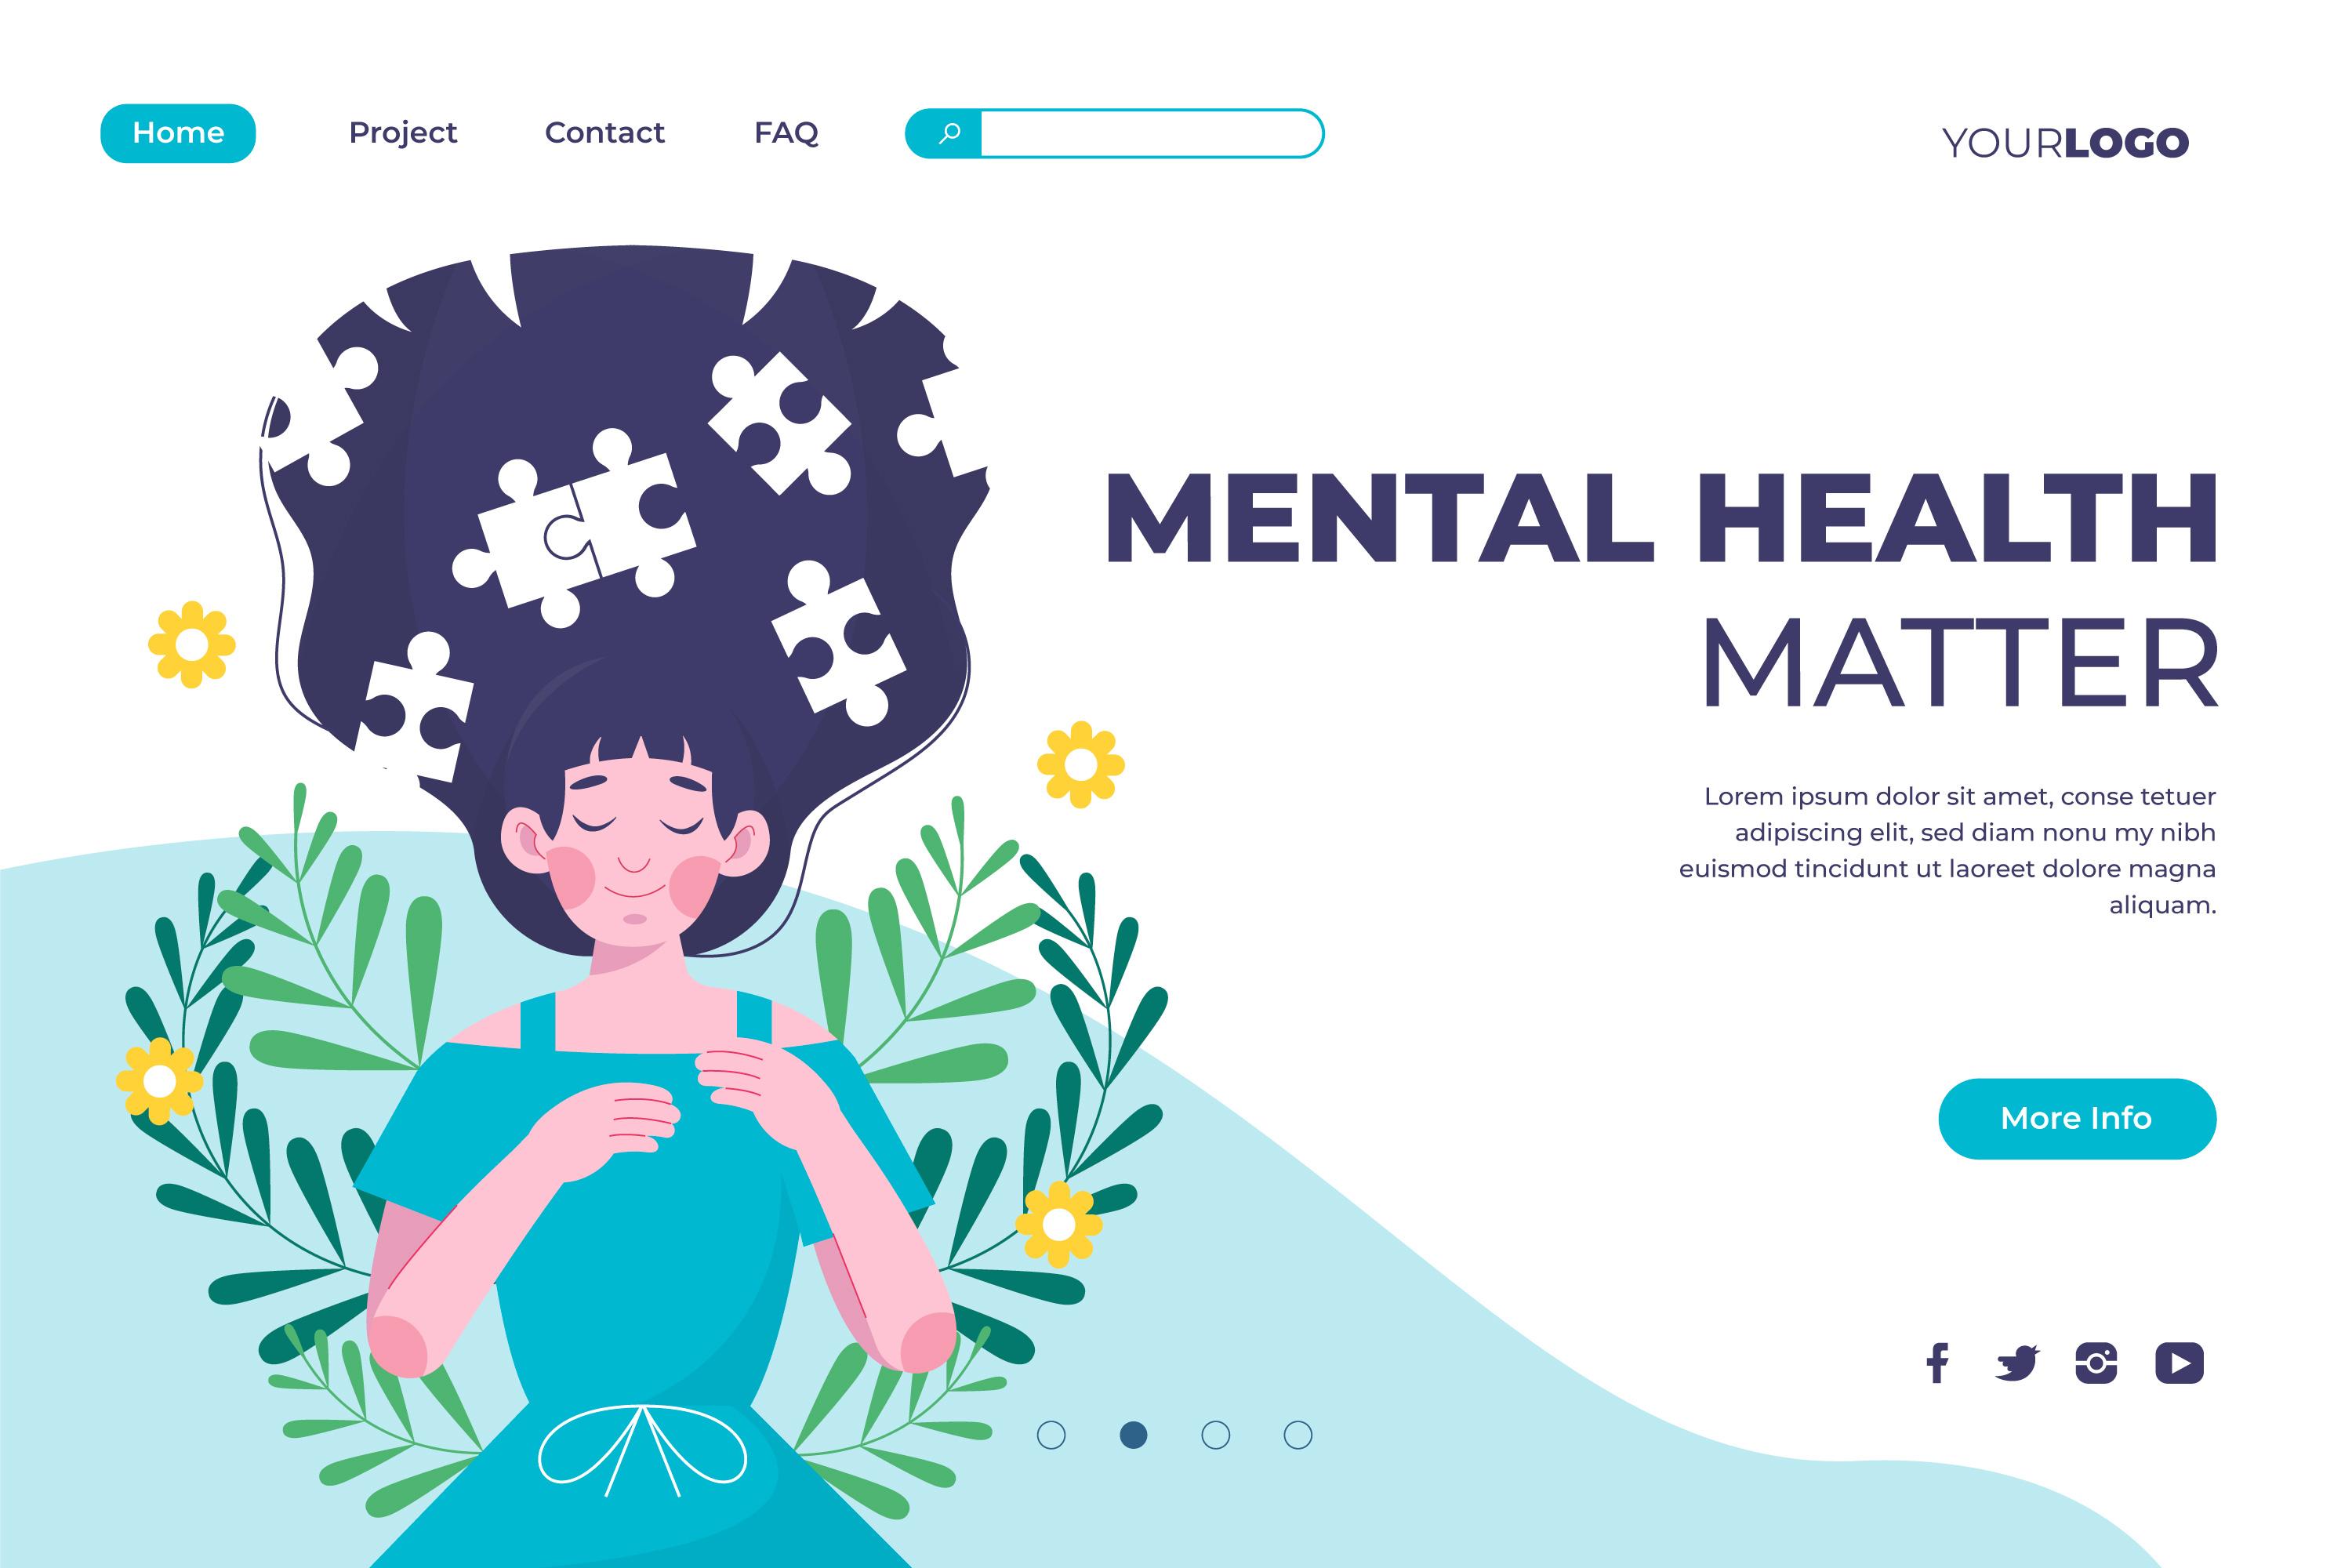 Home Project Contact FAQ YOURLOGO
MENTAL HEALTH
MATTER
Lorem ipsum dolor sit amet, conse tetuer
adipiscing elit, sed diam nonu my nibh
euismod tincidunt ut laoreet dolore magna
aliquam.
More Info